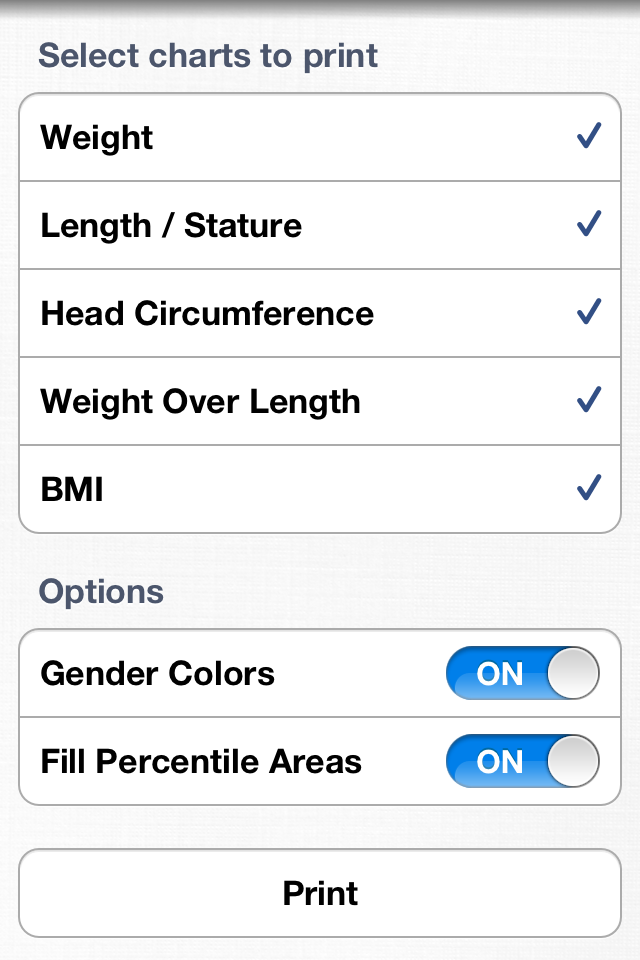 Select charts to print
Weight
Length / Stature
Head Circumference
Weight Over Length
BMI
Options
Gender Colors ON
Fill Percentile Areas ON
Print